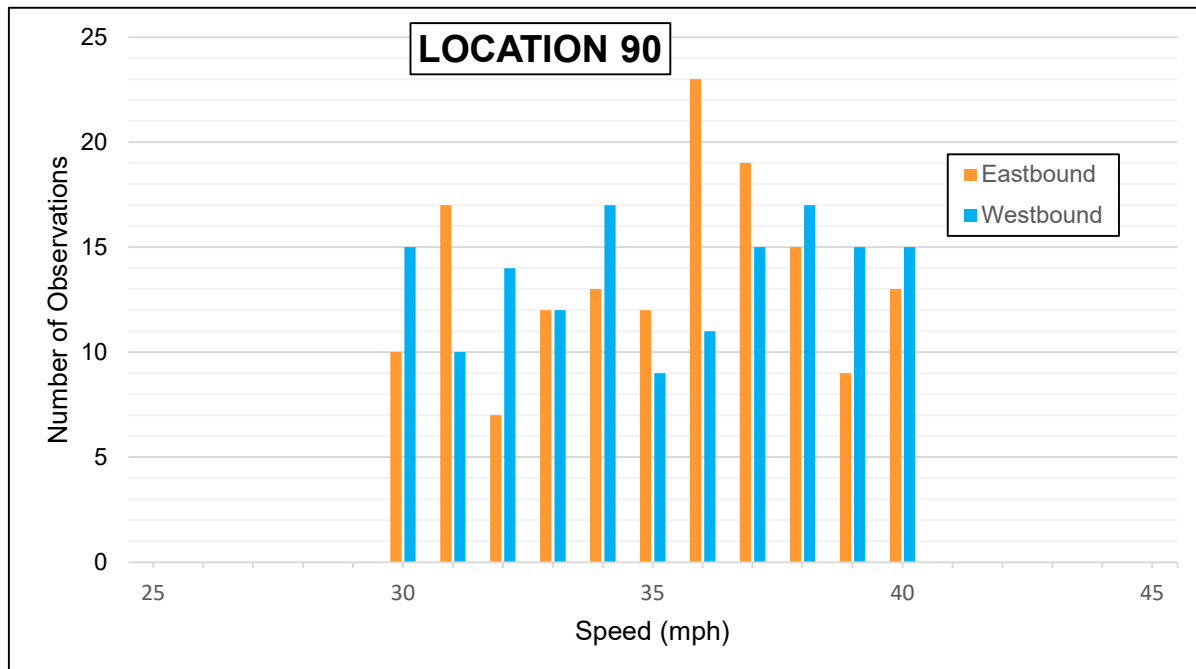 LOCATION 90
25
20
15
10
5
0
Number of Observations
Eastbound
Westbound
25 30 35 40 45
Speed (mph)